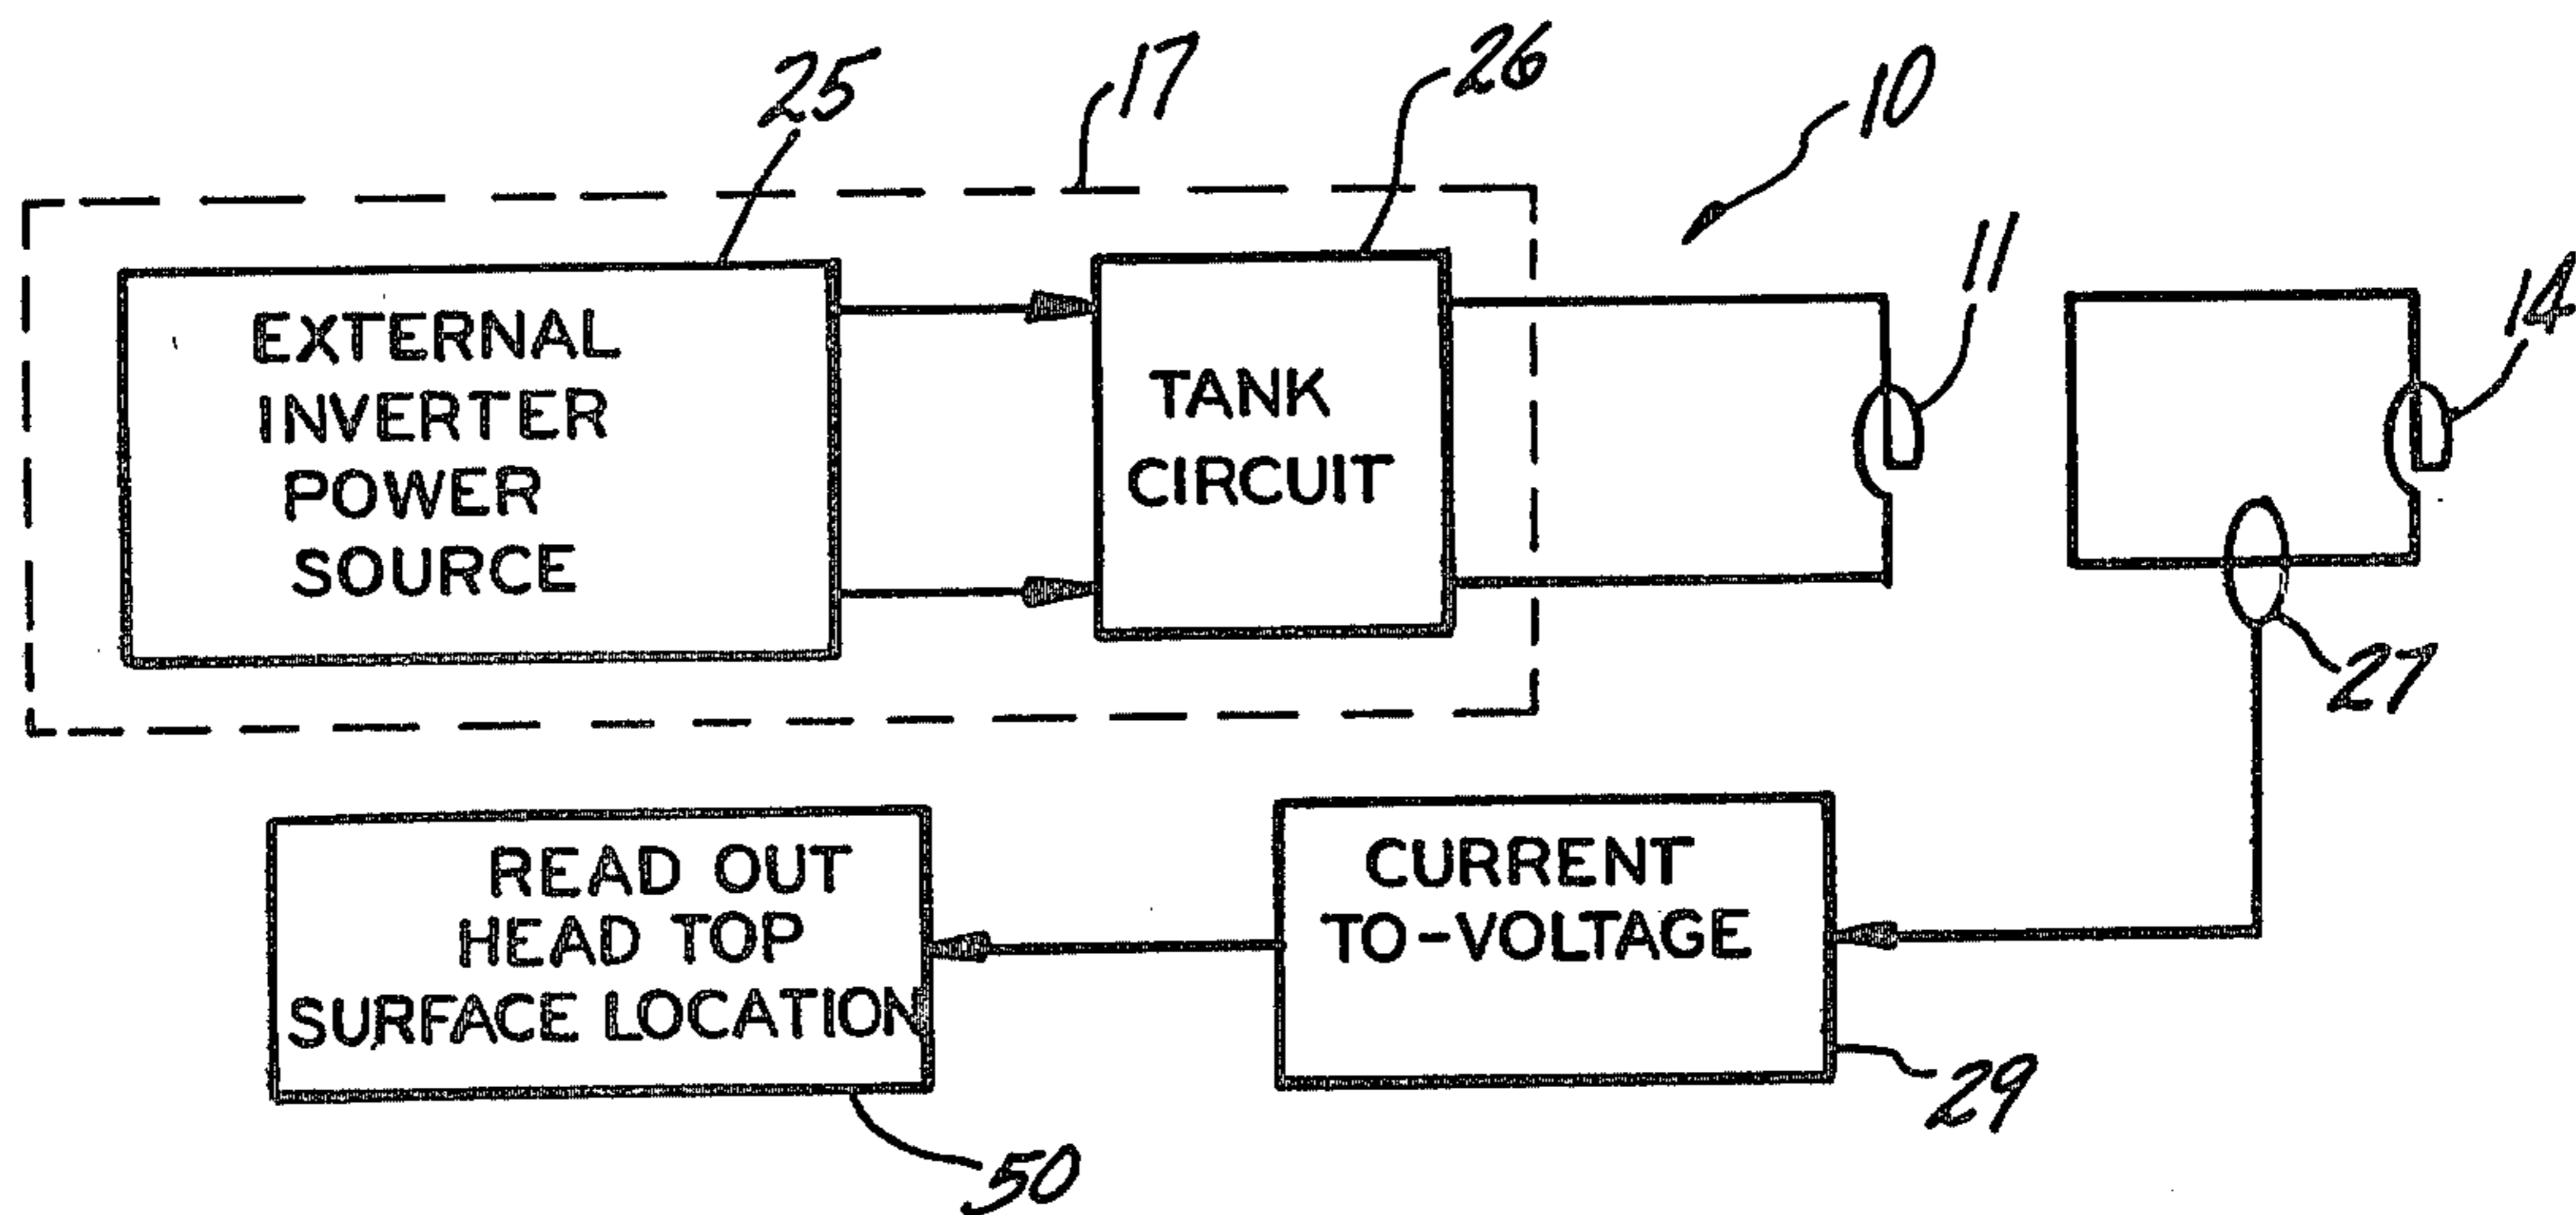 25
17
26
10
11
14
EXTERNAL
INVERTER
POWER
SOURCE
TANK
CIRCUIT
27
READ OUT
HEAD TOP
SURFACE LOCATION
CURRENT
TO-VOLTAGE
29
50